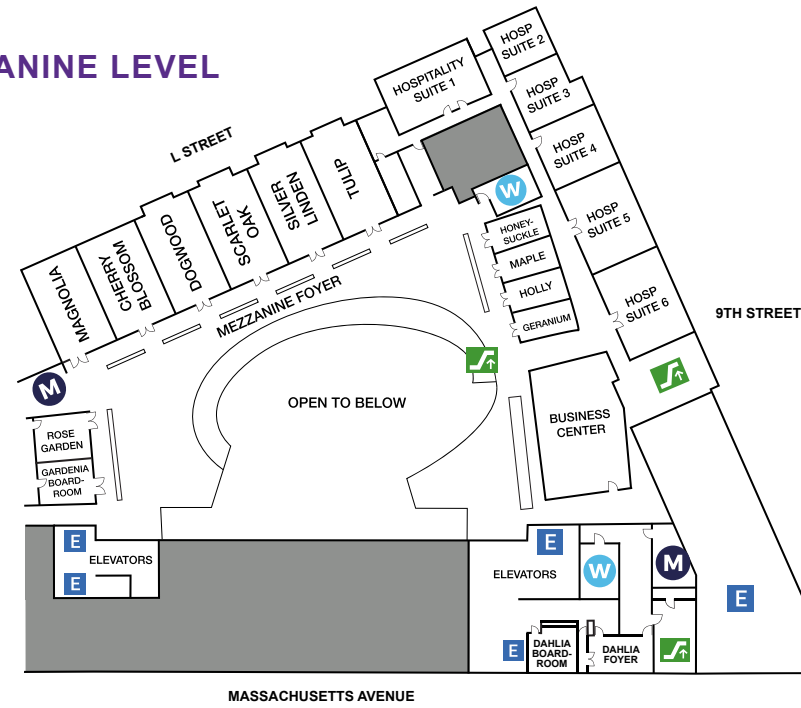 ANINE LEVEL
HOSP
SUITE 2
HOSPITALITY
SUITE 1
HOSP
SUITE 3
L STREET
HOSP
SUITE 4
TULIP
SILVER
LINDEN
SCARLET
OAK
DOGWOOD
CHERRY
BLOSSOM
MAGNOLIA
W
HOSP
SUITE 5
HONEY-
SUCKLE
MAPLE
HOLLY
GERANIUM
HOSP
SUITE 6
9TH STREET
MEZZANINE FOYER
M
OPEN TO BELOW
BUSINESS
CENTER
ROSE
GARDEN
GARDENIA
BOARD-
ROOM
E
ELEVATORS
E
E
ELEVATORS
W
M
E
E
DAHLIA
BOARD-
ROOM
DAHLIA
FOYER
MASSACHUSETTS AVENUE